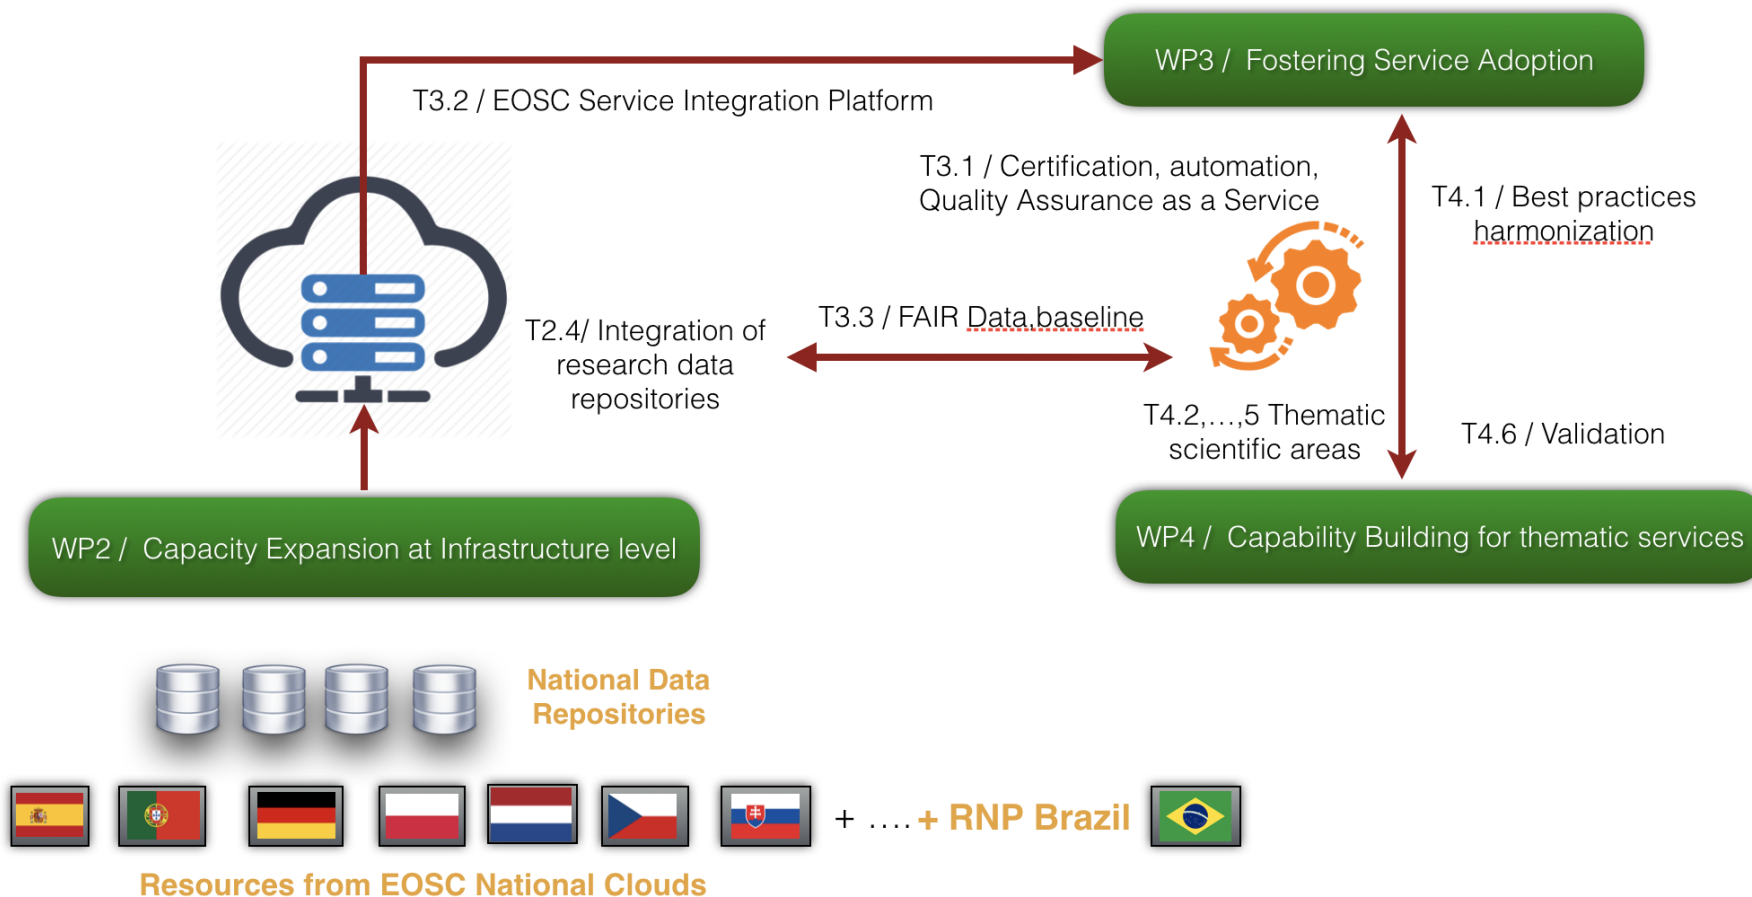 WP3 / Fostering Service Adoption
T3.2 / EOSC Service Integration Platform
T3.1 / Certification, automation,
Quality Assurance as a Service
T4.1 / Best practices
harmonization
T3.3 / FAIR Data,baseline
T2.4/ Integration of
research data
repositories
T4.2,...,5 Thematic
scientific areas
T4.6 / Validation
WP2 / Capacity Expansion at Infrastructure level
WP4 / Capability Building for thematic services
National Data
Repositories
+ .... + RNP Brazil
Resources from EOSC National Clouds